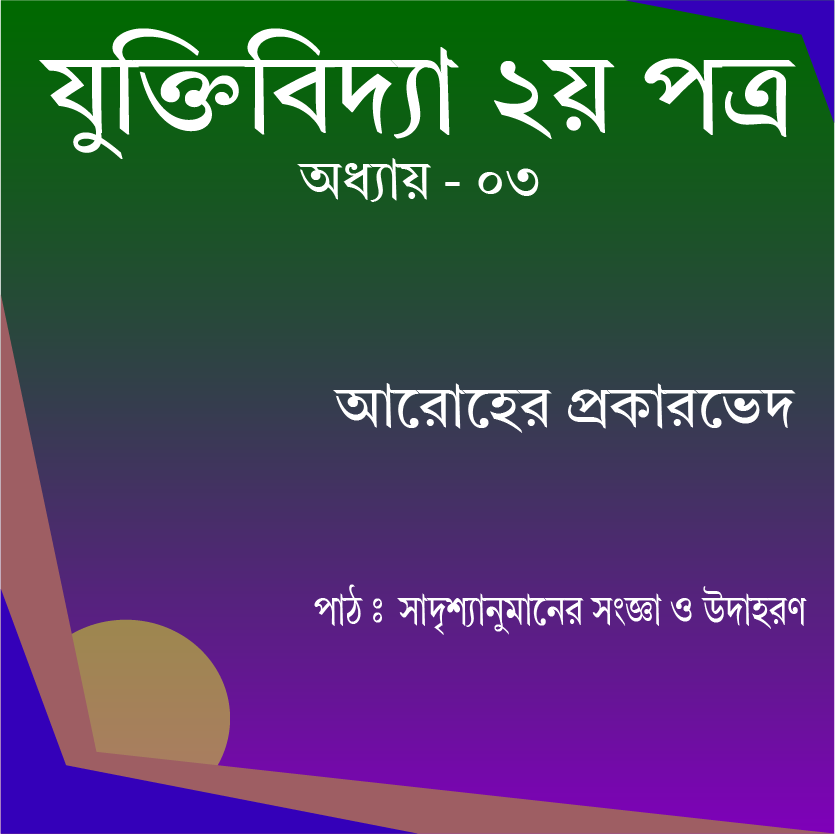 যুক্তিবিদ্যা ২য় পত্র
অধ্যায় - ০৩
আরোহের প্রকারভেদ
পাঠ ঃ সাদৃশ্যানুমানের সংজ্ঞা ও উদাহরণ